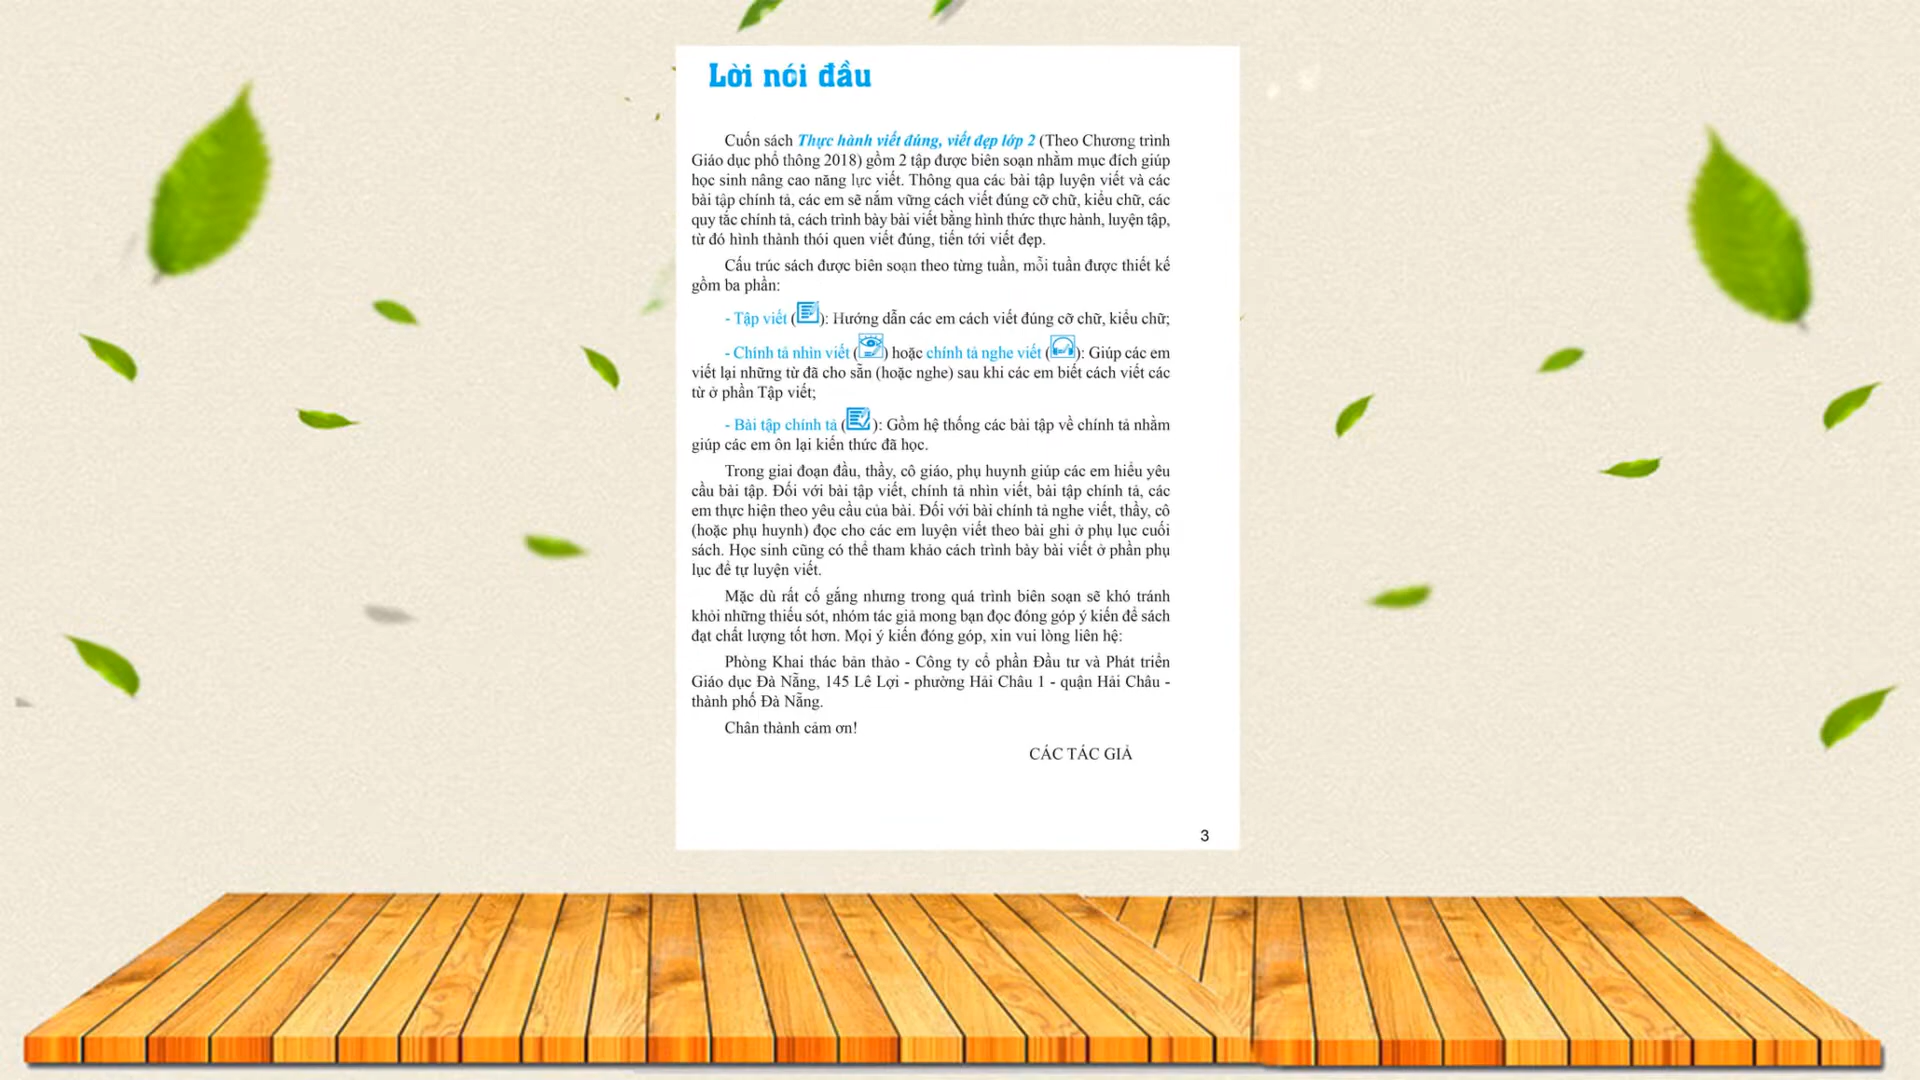 Lời nói đầu
Cuốn sách Thực hành viết đúng, viết đẹp lớp 2 (Theo Chương trình
Giáo dục phổ thông 2018) gồm 2 tập được biên soạn nhằm mục đích giúp
học sinh nâng cao năng lực viết. Thông qua các bài tập luyện viết và các
bài tập chính tả, các em sẽ nắm vững cách viết đúng cỡ chữ, kiểu chữ, các
quy tắc chính tả, cách trình bày bài viết bằng hình thức thực hành, luyện tập,
từ đó hình thành thói quen viết đúng, tiến tới viết đẹp.
Cấu trúc sách được biên soạn theo từng tuần, mỗi tuần được thiết kế
gồm ba phần:
- Tập viết ( ): Hướng dẫn các em cách viết đúng cỡ chữ, kiểu chữ;
- Chính tả nhìn viết ( ) hoặc chính tả nghe viết ( ): Giúp các em
viết lại những từ đã cho sẵn (hoặc nghe) sau khi các em biết cách viết các
từ ở phần Tập viết;
- Bài tập chính tả ( ): Gồm hệ thống các bài tập về chính tả nhằm
giúp các em ôn lại kiến thức đã học.
Trong giai đoạn đầu, thầy, cô giáo, phụ huynh giúp các em hiểu yêu
cầu bài tập. Đối với bài tập viết, chính tả nhìn viết, bài tập chính tả, các
em thực hiện theo yêu cầu của bài. Đối với bài chính tả nghe viết, thầy, cô
(hoặc phụ huynh) đọc cho các em luyện viết theo bài ghi ở phụ lục cuối
sách. Học sinh cũng có thể tham khảo cách trình bày bài viết ở phần phụ
lục để tự luyện viết.
Mặc dù rất cố gắng nhưng trong quá trình biên soạn sẽ khó tránh
khỏi những thiếu sót, nhóm tác giả mong bạn đọc đóng góp ý kiến để sách
đạt chất lượng tốt hơn. Mọi ý kiến đóng góp, xin vui lòng liên hệ:
Phòng Khai thác bản thảo - Công ty cổ phần Đầu tư và Phát triển
Giáo dục Đà Nẵng, 145 Lê Lợi - phường Hải Châu 1 - quận Hải Châu -
thành phố Đà Nẵng.
Chân thành cảm ơn!
CÁC TÁC GIẢ
3